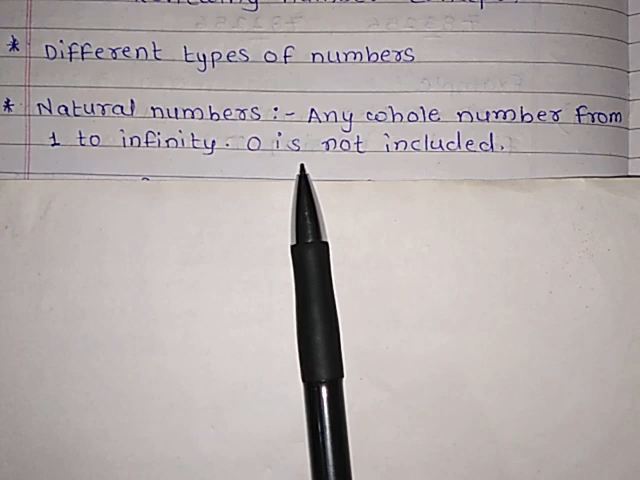 * Different types of numbers
* Natural numbers :- Any whole number from
1 to infinity. 0 is not included.